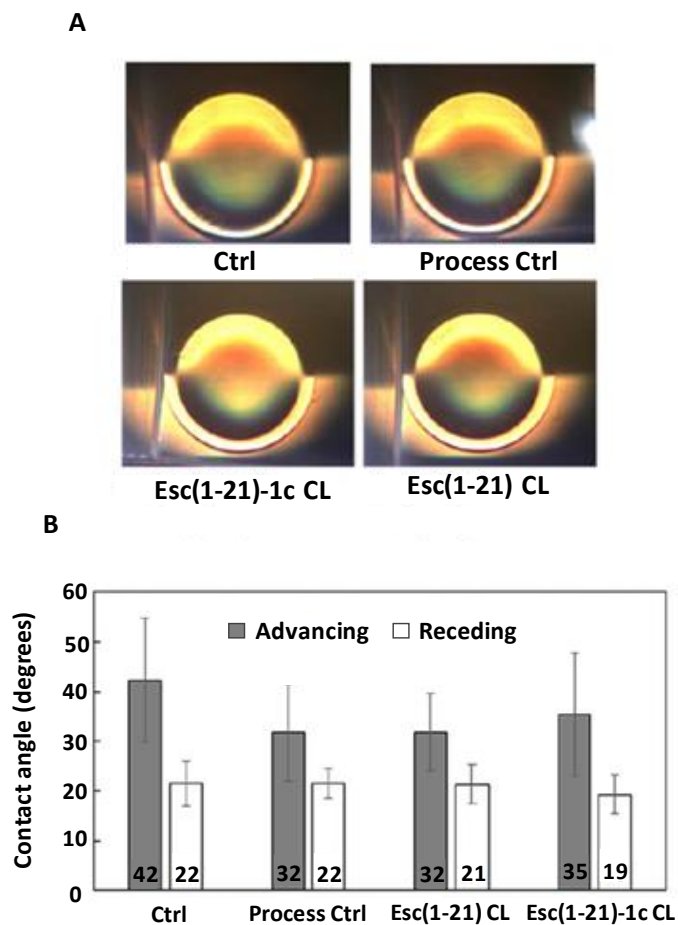 A
Ctrl
Process Ctrl
Esc(1-21)-1c CL
Esc(1-21) CL
B
Contact angle (degrees)
60
50
40
30
20
10
0
Advancing
Receding
42
22
32
22
32
21
35
19
Ctrl
Process Ctrl
Esc(1-21) CL
Esc(1-21)-1c CL